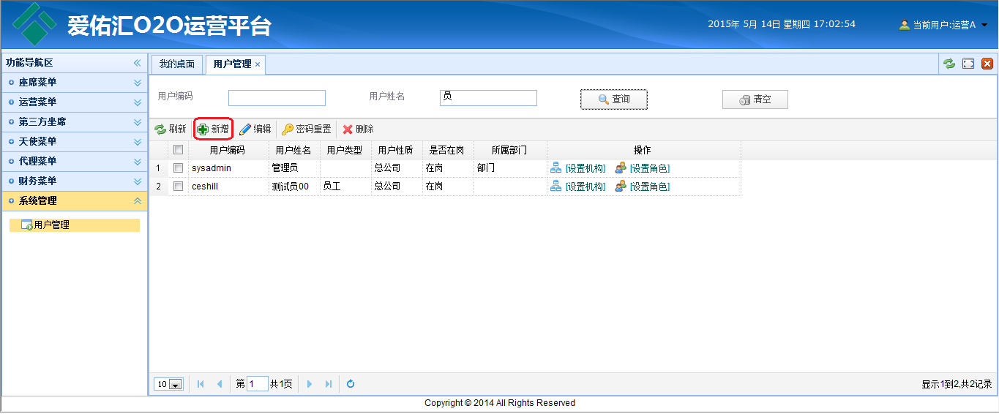 爱佑汇O2O运营平台
2015年 5月 14日 星期四 17:02:54
当前用户:运营A
功能导航区
座席菜单
运营菜单
第三方坐席
天使菜单
代理菜单
财务菜单
系统管理
用户管理
我的桌面 用户管理
用户编码 用户姓名 员 查询 清空
刷新 新增 编辑 密码重置 删除
用户编码 用户姓名 用户类型 用户性质 是否在岗 所属部门 操作
1 sysadmin 管理员 总公司 在岗 部门 [设置机构] [设置角色]
2 ceshill 测试员00 员工 总公司 在岗 [设置机构] [设置角色]
10 第 1 共1页 显示1到2,共2记录
Copyright © 2014 All Rights Reserved